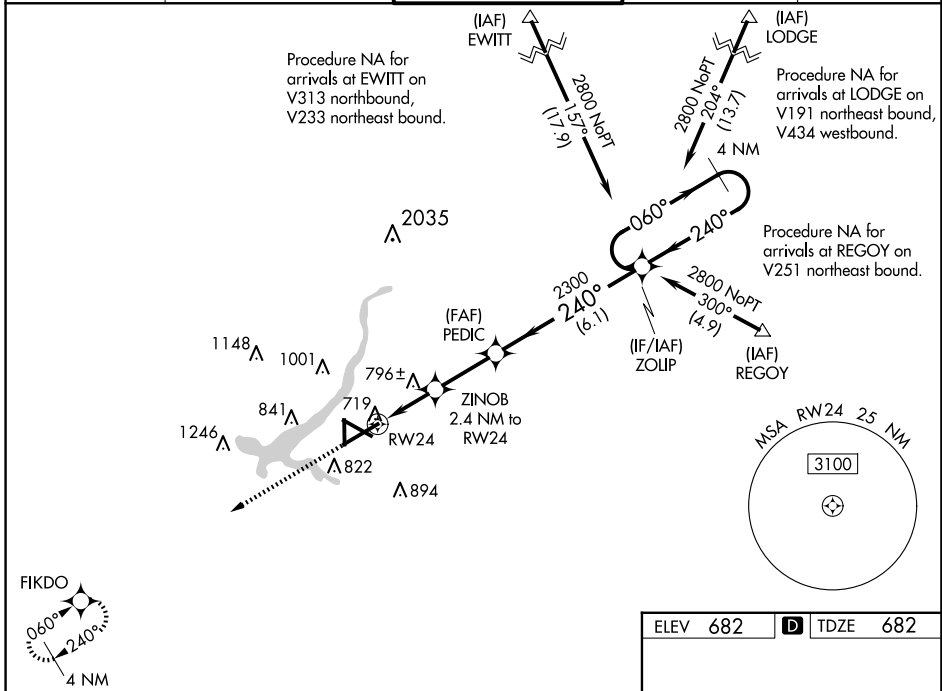 (IAF)
EWITT
(IAF)
LODGE
Procedure NA for
arrivals at EWITT on
V313 northbound,
V233 northeast bound.
Procedure NA for
arrivals at LODGE on
V191 northeast bound,
V434 westbound.
2800 NoPT
157°
(17.9)
2800 NoPT
204°
(13.7)
4 NM
060°
240°
2035
Procedure NA for
arrivals at REGOY on
V251 northeast bound.
2300
240°
(6.1)
2800 NoPT
300°
(4.9)
(FAF)
PEDIC
(IF/IAF)
ZOLIP
(IAF)
REGOY
1148
1001
796±
ZINOB
2.4 NM to
RW24
841
719
RW24
1246
822
894
MSA RW24 25 NM
3100
FIKDO
060°
240°
4 NM
ELEV 682 D TDZE 682